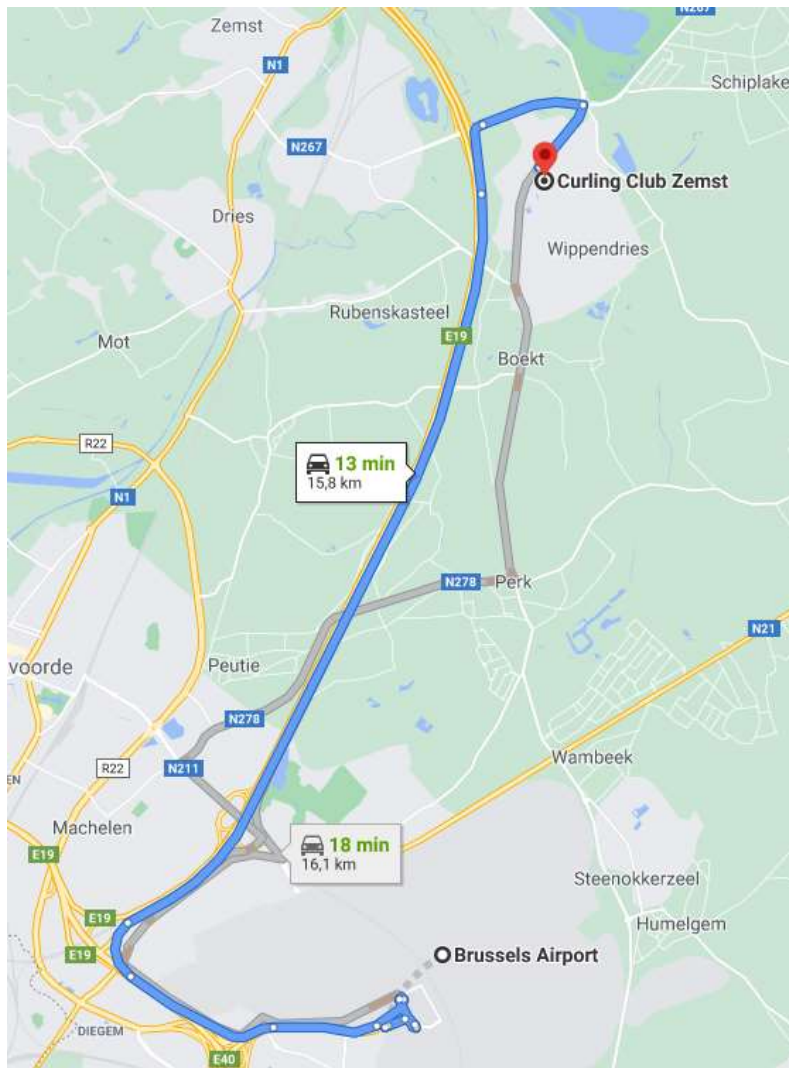 N267
Zemst
N1
Schiplake
N267
Curling Club Zemst
Dries
Wippendries
Rubenskasteel
E19
Mot
Boekt
R22
13 min
15,8 km
N1
N278
Perk
N21
Peutie
voorde
N278
Wambeek
R22
N211
EN
Machelen
18 min
16,1 km
E19
Steenokkerzeel
E19
Humelgem
E19
Brussels Airport
DIEGEM
E40